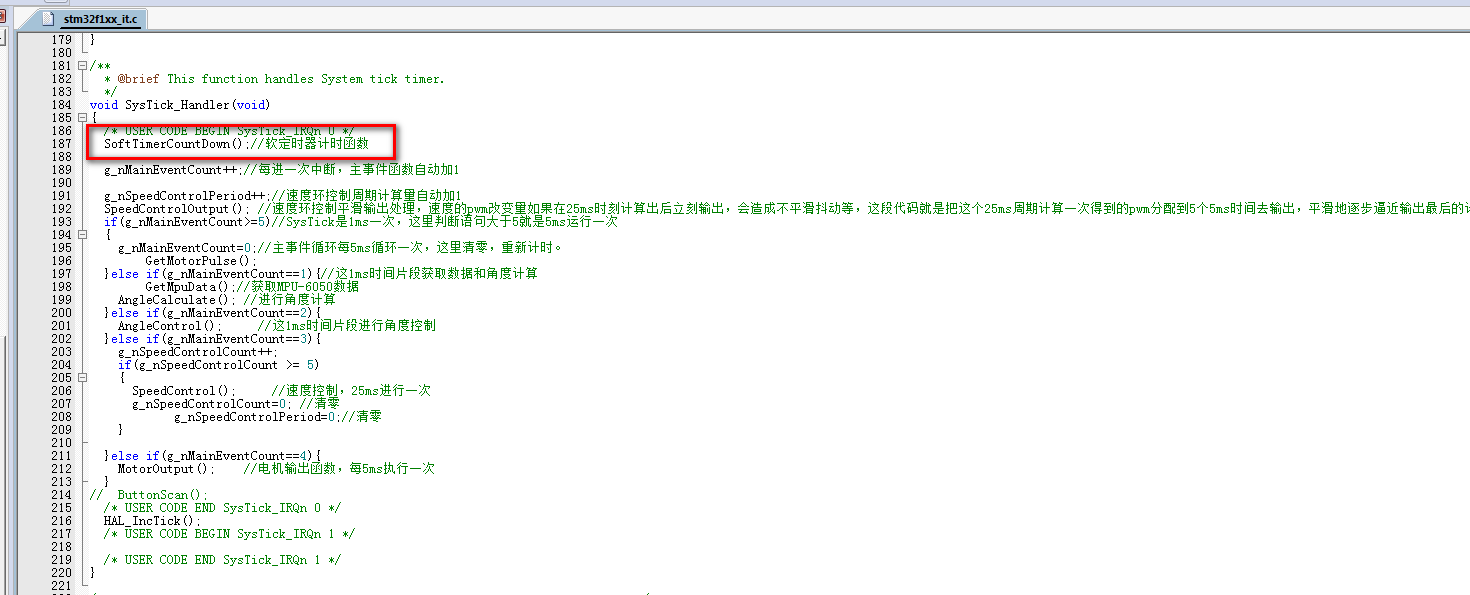 stm32f1xx_it.c
179 }
180
181 /**
182 * @brief This function handles System tick timer.
183 */
184 void SysTick_Handler(void)
185 {
186 /* USER CODE BEGIN SysTick_IRQn 0 */
187 SoftTimerCountDown();//软定时器计时函数
188
189 g_nMainEventCount++;//每进一次中断，主事件函数自动加1
190
191 g_nSpeedControlPeriod++;//速度环控制周期计算量自动加1
192 SpeedControlOutput(); //速度环控制平滑输出处理，速度的pwm改变量如果在25ms时刻计算出后立刻输出，会造成不平滑抖动等，这段代码就是把这个25ms周期计算一次得到的pwm分配到5个5ms时间去输出，平滑地逐步逼近输出最后的计
193 if(g_nMainEventCount>=5)//SysTick是1ms一次，这里判断语句大于5就是5ms运行一次
194 {
195 g_nMainEventCount=0;//主事件循环每5ms循环一次，这里清零，重新计时。
196 GetMotorPulse();
197 }else if(g_nMainEventCount==1){//这1ms时间片段获取数据和角度计算
198 GetMpuData();//获取MPU-6050数据
199 AngleCalculate(); //进行角度计算
200 }else if(g_nMainEventCount==2){
201 AngleControl(); //这1ms时间片段进行角度控制
202 }else if(g_nMainEventCount==3){
203 g_nSpeedControlCount++;
204 if(g_nSpeedControlCount >= 5)
205 {
206 SpeedControl(); //速度控制，25ms进行一次
207 g_nSpeedControlCount=0; //清零
208 g_nSpeedControlPeriod=0;//清零
209 }
210
211 }else if(g_nMainEventCount==4){
212 MotorOutput(); //电机输出函数，每5ms执行一次
213 }
214 // ButtonScan();
215 /* USER CODE END SysTick_IRQn 0 */
216 HAL_IncTick();
217 /* USER CODE BEGIN SysTick_IRQn 1 */
218
219 /* USER CODE END SysTick_IRQn 1 */
220 }
221